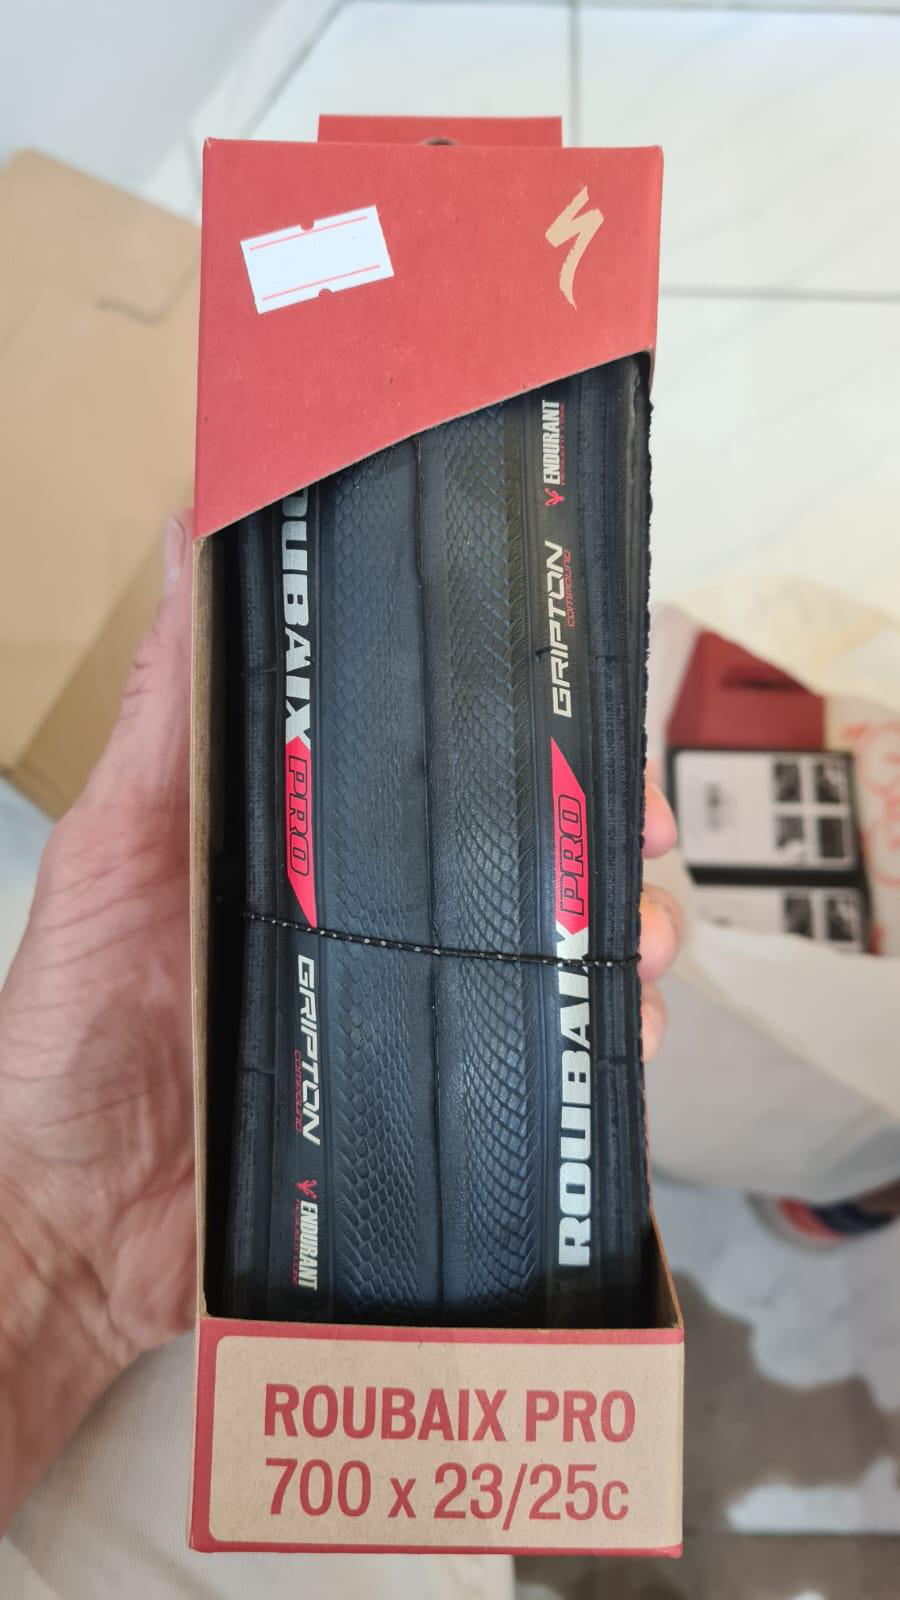 ENDURANT
ROUBAIX PRO
GRIPTON
COMPOUND
GRIPTON
COMPOUND
ENDURANT
ROUBAIX PRO
ROUBAIX PRO
700 x 23/25c